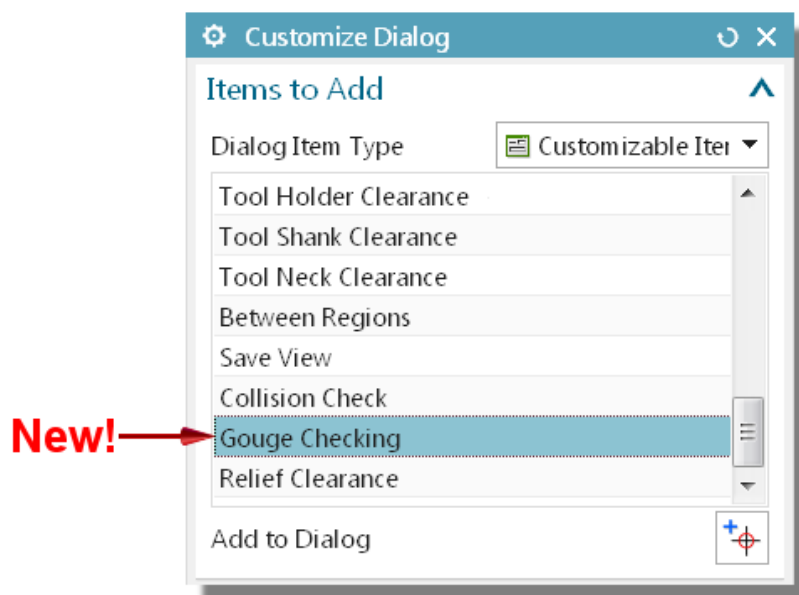 Customize Dialog
Items to Add
Dialog Item Type Customizable Iter
Tool Holder Clearance
Tool Shank Clearance
Tool Neck Clearance
Between Regions
Save View
Collision Check
New! Gouge Checking
Relief Clearance
Add to Dialog